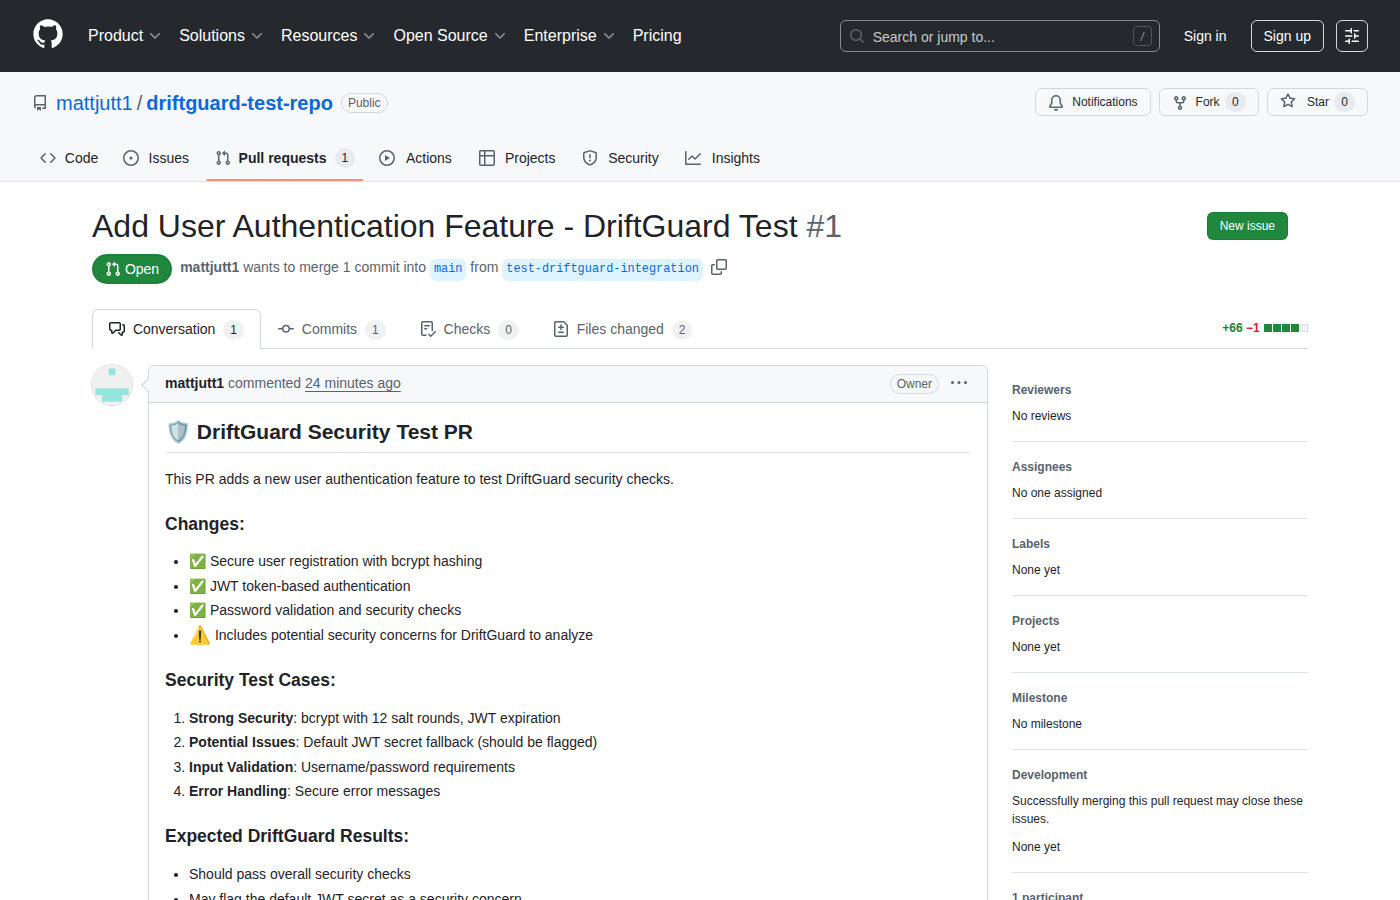 Product Solutions Resources Open Source Enterprise Pricing Search or jump to... / Sign in Sign up
mattjutt1 / driftguard-test-repo Public Notifications Fork 0 Star 0
Code Issues Pull requests 1 Actions Projects Security Insights
Add User Authentication Feature - DriftGuard Test #1 New issue
Open mattjutt1 wants to merge 1 commit into main from test-driftguard-integration
Conversation 1 Commits 1 Checks 0 Files changed 2 +66 −1
mattjutt1 commented 24 minutes ago Owner
🛡️ DriftGuard Security Test PR
This PR adds a new user authentication feature to test DriftGuard security checks.
Changes:
• ✅ Secure user registration with bcrypt hashing
• ✅ JWT token-based authentication
• ✅ Password validation and security checks
• ⚠️ Includes potential security concerns for DriftGuard to analyze
Security Test Cases:
1. Strong Security: bcrypt with 12 salt rounds, JWT expiration
2. Potential Issues: Default JWT secret fallback (should be flagged)
3. Input Validation: Username/password requirements
4. Error Handling: Secure error messages
Expected DriftGuard Results:
• Should pass overall security checks
• May flag the default JWT secret as a security concern
Reviewers
No reviews
Assignees
No one assigned
Labels
None yet
Projects
None yet
Milestone
No milestone
Development
Successfully merging this pull request may close these
issues.
None yet
1 participant